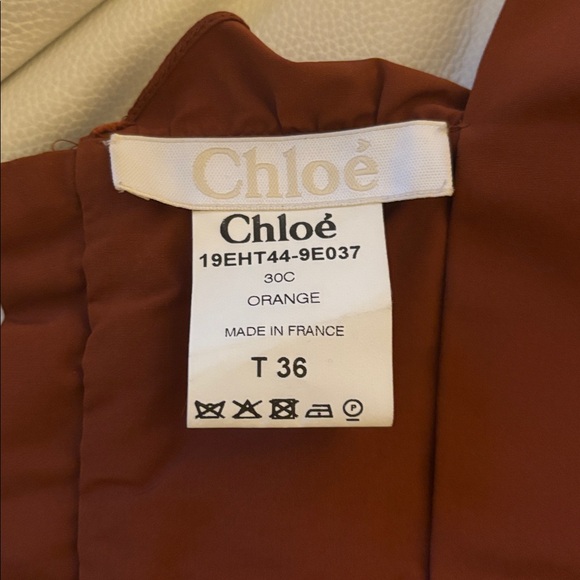 Chloé
Chloé
19EHT44-9E037
30C
ORANGE
MADE IN FRANCE
T 36
P